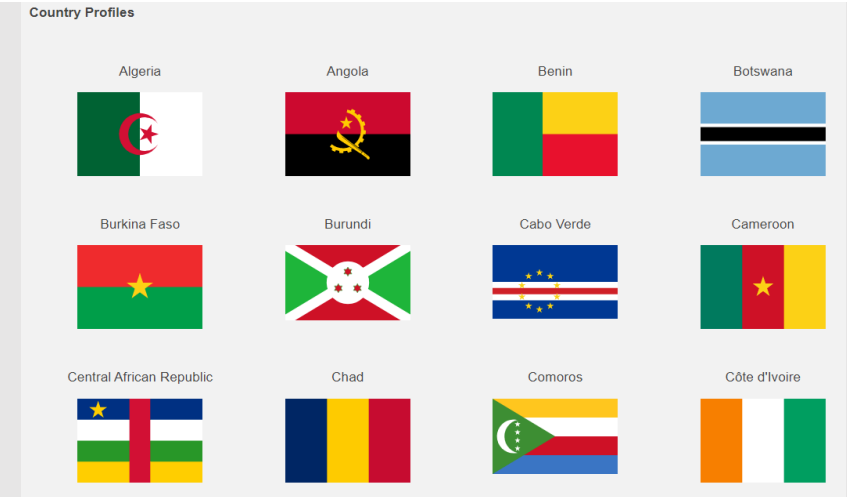 Country Profiles
Algeria
Angola
Benin
Botswana
Burkina Faso
Burundi
Cabo Verde
Cameroon
Central African Republic
Chad
Comoros
Côte d'Ivoire